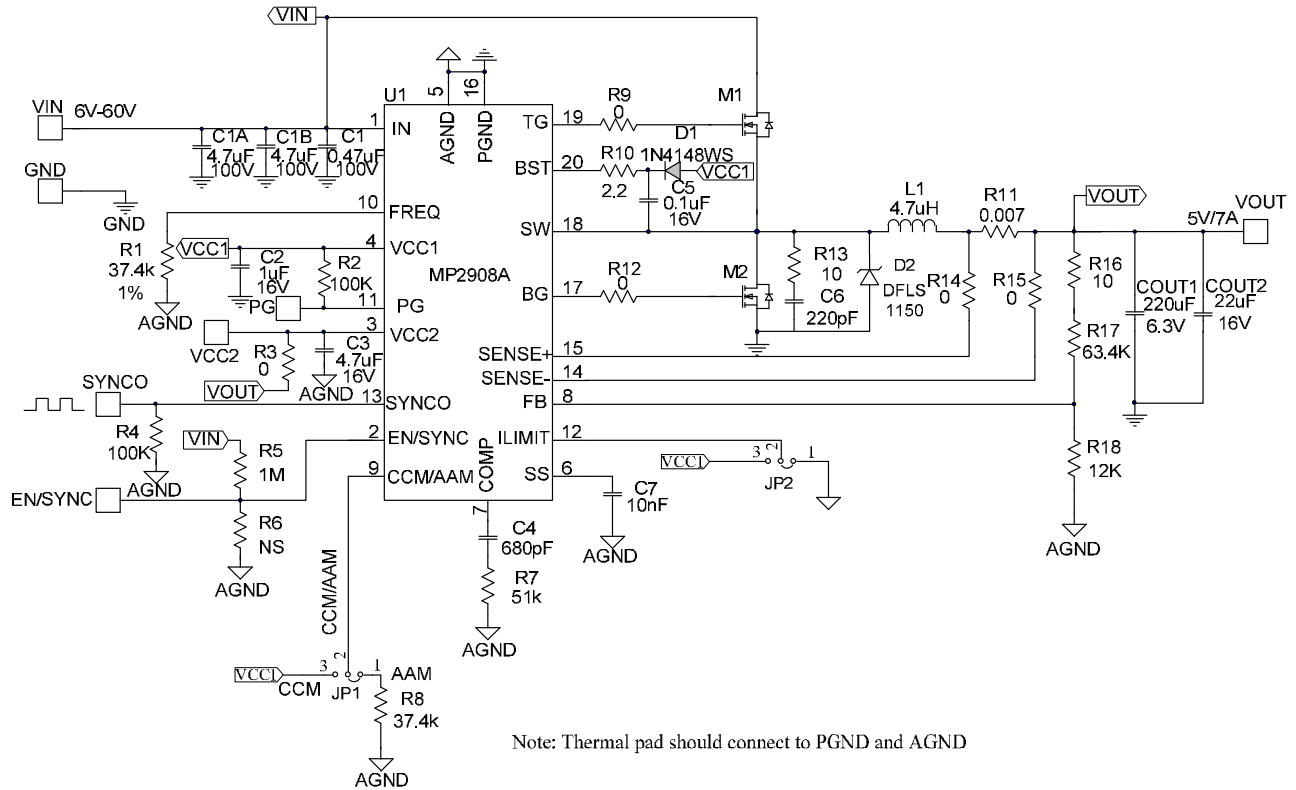 VIN
VIN 6V-60V
C1A
4.7uF
100V
C1B
4.7uF
100V
C1
0.47uF
100V
GND
GND
U1
MP2908A
1 IN
5 AGND
16 PGND
10 FREQ
4 VCC1
11 PG
3 VCC2
13 SYNCO
2 EN/SYNC
9 CCM/AAM
7 COMP
TG 19
BST 20
SW 18
BG 17
SENSE+ 15
SENSE- 14
FB 8
ILIMIT 12
SS 6
R1
37.4k
1%
AGND
VCC1
C2
1uF
16V
R2
100K
PG
VCC2
R3
0
VOUT
C3
4.7uF
16V
AGND
SYNCO
R4
100K
AGND
VIN
R5
1M
EN/SYNC
R6
NS
AGND
CCM/AAM
VCC1
3 2 1
CCM
JP1
AAM
R8
37.4k
AGND
C4
680pF
R7
51k
AGND
C7
10nF
AGND
VCC1
3 2 1
JP2
R9
0
M1
R10
2.2
D1
1N4148WS
VCC1
C5
0.1uF
16V
R12
0
M2
R13
10
C6
220pF
D2
DFLS
1150
L1
4.7uH
R11
0.007
R14
0
R15
0
VOUT
5V/7A
VOUT
R16
10
R17
63.4K
R18
12K
AGND
COUT1
220uF
6.3V
COUT2
22uF
16V
Note: Thermal pad should connect to PGND and AGND